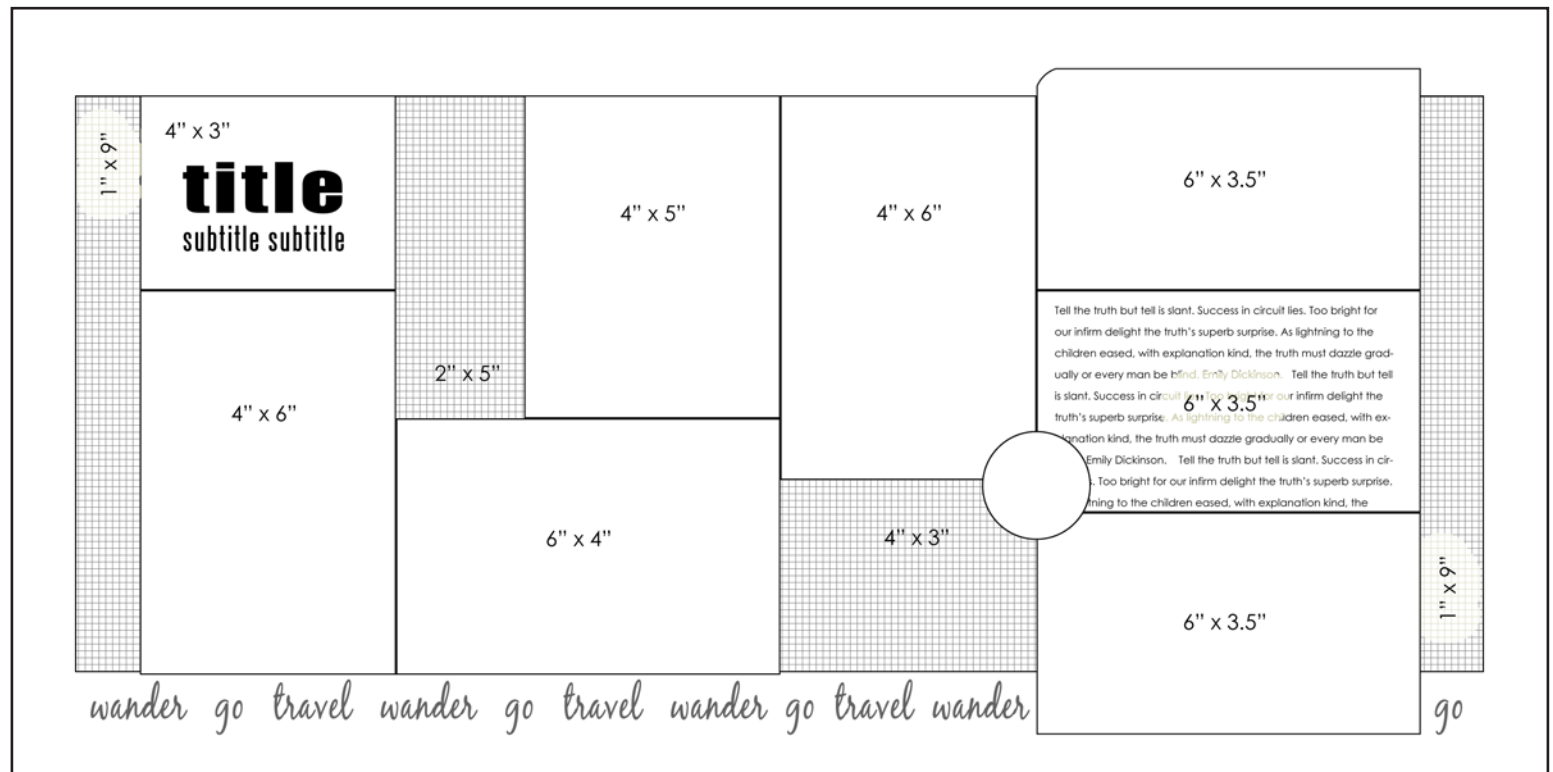 1” x 9”
4” x 3”
title
subtitle subtitle
4” x 6”
2” x 5”
4” x 5”
6” x 4”
4” x 6”
4” x 3”
6” x 3.5”
Tell the truth but tell is slant. Success in circuit lies. Too bright for
our infirm delight the truth’s superb surprise. As lightning to the
children eased, with explanation kind, the truth must dazzle grad-
ually or every man be blind. Emily Dickinson. Tell the truth but tell
is slant. Success in circuit Too for our infirm delight the
6” x 3.5”
truth’s superb surprise. As lightning to the children eased, with ex-
lanation kind, the truth must dazzle gradually or every man be
Emily Dickinson. Tell the truth but tell is slant. Success in cir-
s. Too bright for our infirm delight the truth’s superb surprise.
tning to the children eased, with explanation kind, the
6” x 3.5”
1” x 9”
wander go travel wander go travel wander go travel wander go